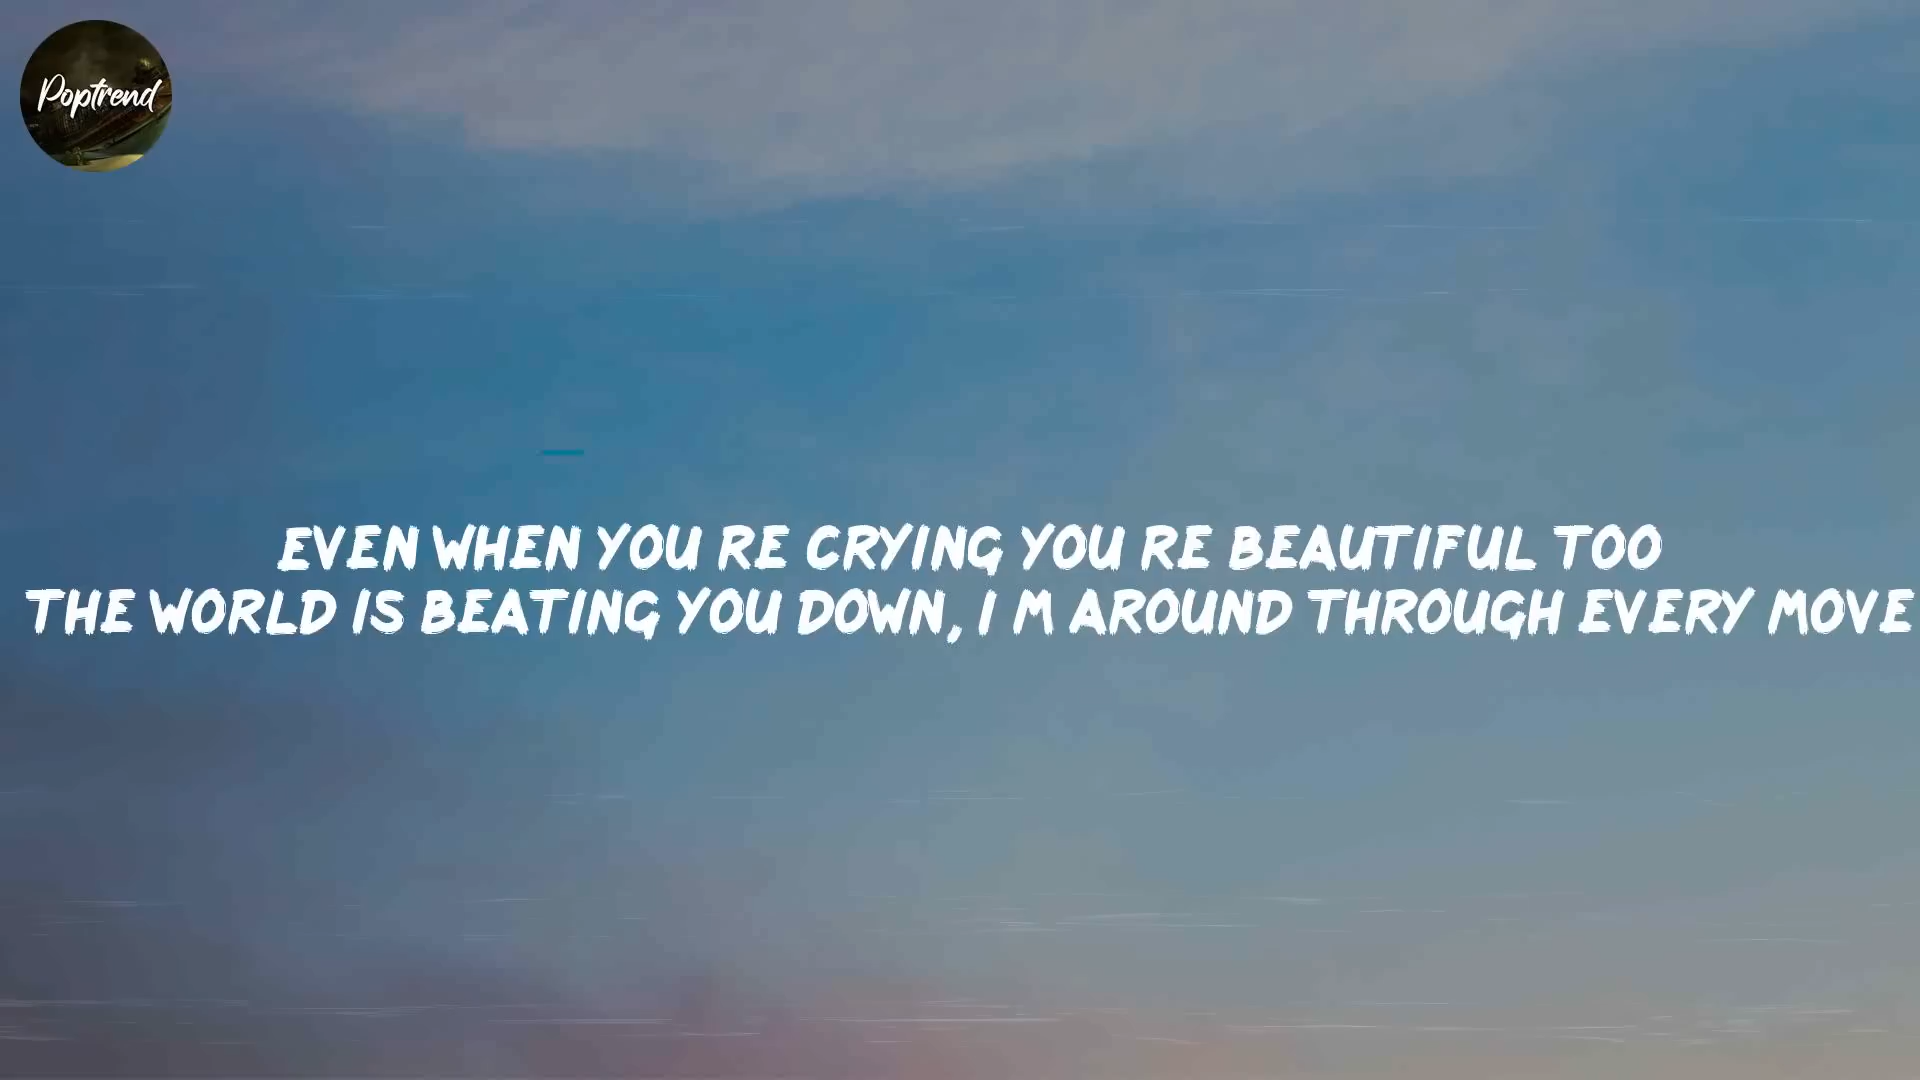 Poptrend
EVEN WHEN YOU RE CRYING YOU RE BEAUTIFUL TOO
THE WORLD IS BEATING YOU DOWN, I M AROUND THROUGH EVERY MOVE